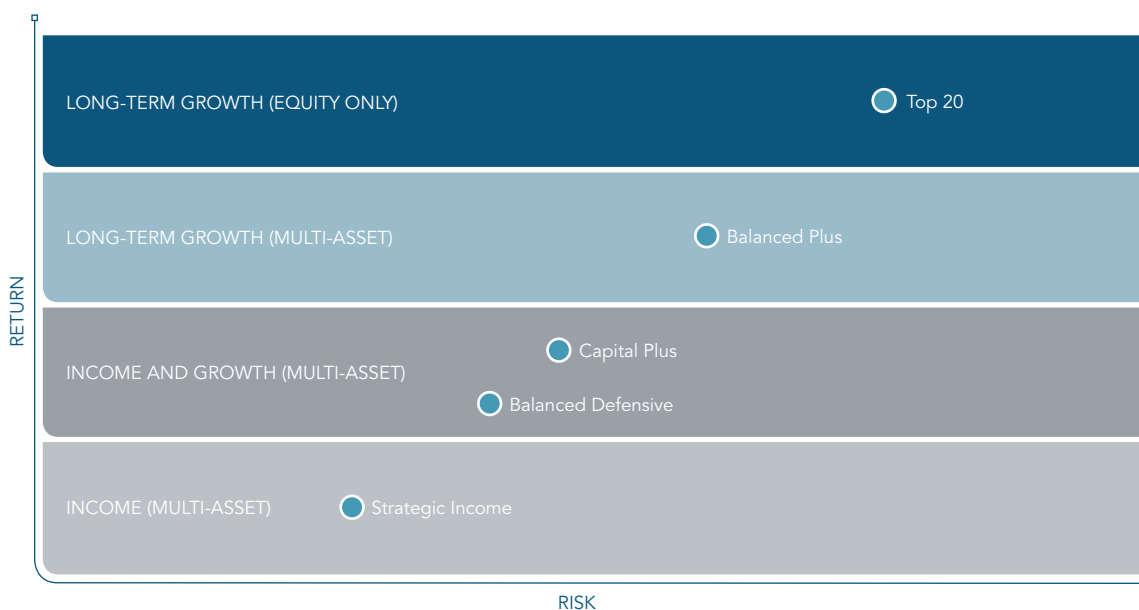 LONG-TERM GROWTH (EQUITY ONLY)
Top 20
LONG-TERM GROWTH (MULTI-ASSET)
Balanced Plus
RETURN
INCOME AND GROWTH (MULTI-ASSET)
Capital Plus
Balanced Defensive
INCOME (MULTI-ASSET)
Strategic Income
RISK